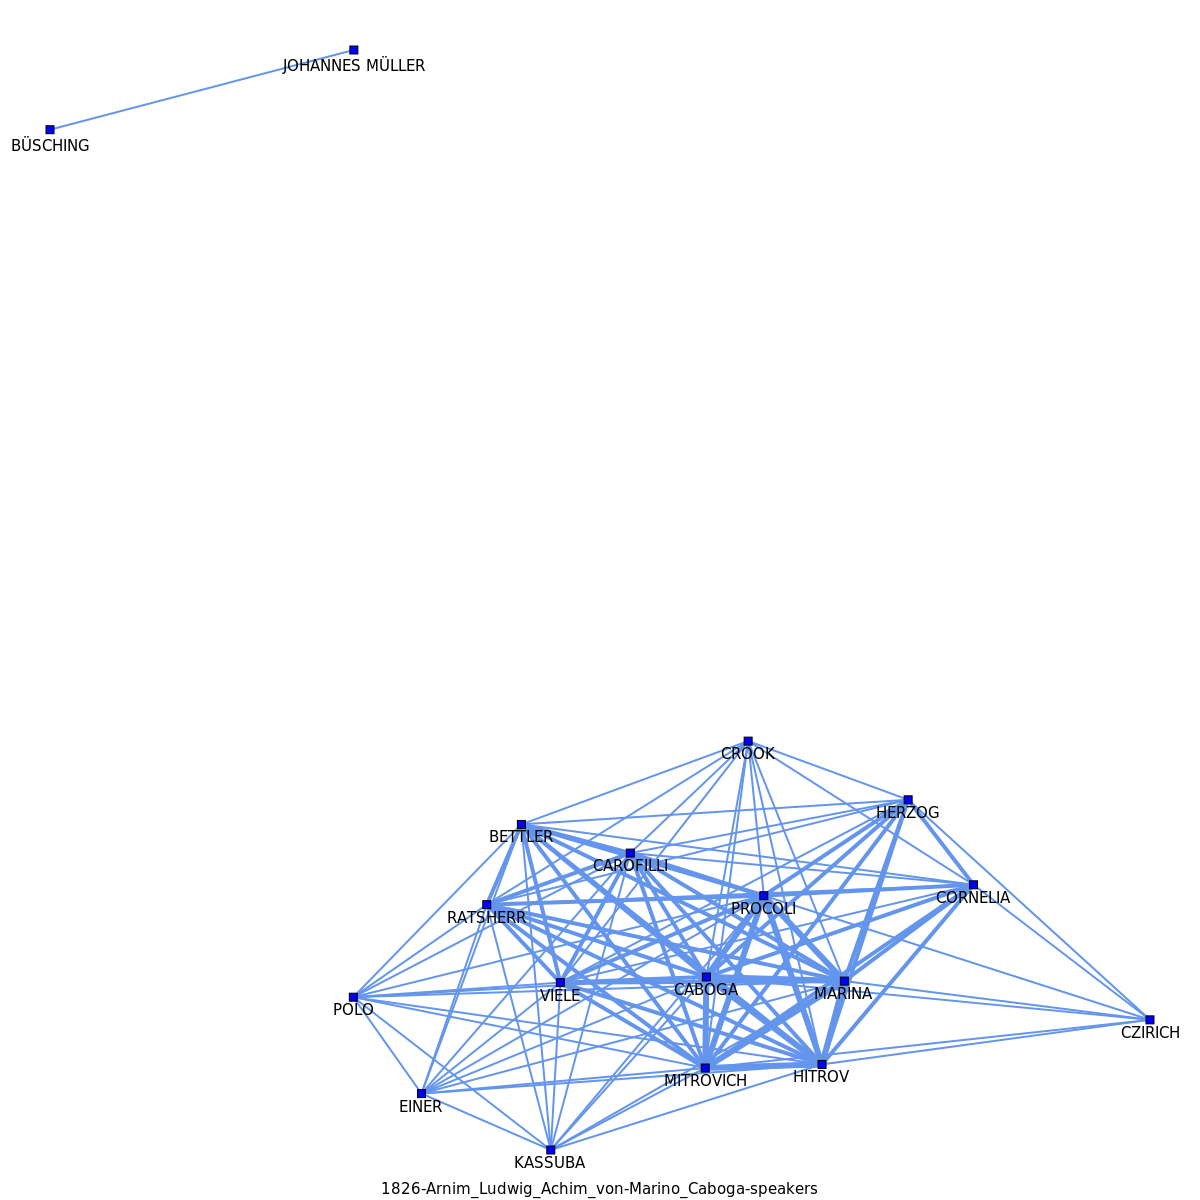 JOHANNES MÜLLER
BÜSCHING
CROOK
HERZOG
BETTLER
CAROFILLI
CORNELIA
PROCOLI
RATSHERR
CABOGA
MARINA
VIELE
POLO
CZIRICH
HITROV
MITROVICH
EINER
KASSUBA
1826-Arnim_Ludwig_Achim_von-Marino_Caboga-speakers